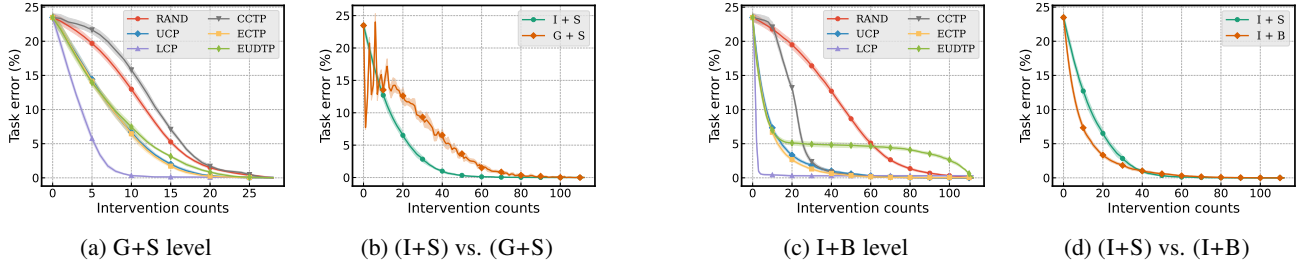 Task error (%)
25
20
15
10
5
0
RAND
UCP
LCP
CCTP
ECTP
EUDTP
0 5 10 15 20 25
Intervention counts
(a) G+S level
Task error (%)
25
20
15
10
5
0
I + S
G + S
0 20 40 60 80 100
Intervention counts
(b) (I+S) vs. (G+S)
Task error (%)
25
20
15
10
5
0
RAND
UCP
LCP
CCTP
ECTP
EUDTP
0 20 40 60 80 100
Intervention counts
(c) I+B level
Task error (%)
25
20
15
10
5
0
I + S
I + B
0 20 40 60 80 100
Intervention counts
(d) (I+S) vs. (I+B)